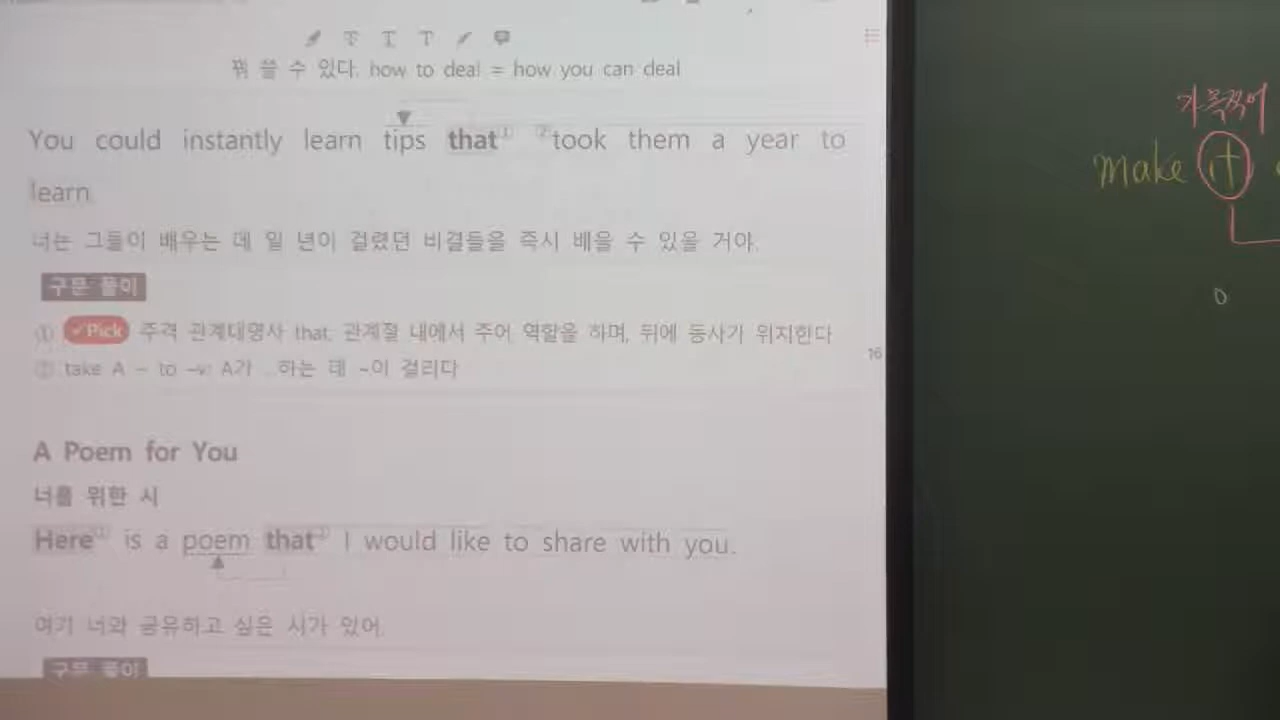 꿔 쓸 수 있다. how to deal = how you can deal
You could instantly learn tips that① ②took them a year to
learn.
너는 그들이 배우는 데 일 년이 걸렸던 비결들을 즉시 배울 수 있을 거야.
구문 풀이
① ✓Pick 주격 관계대명사 that. 관계절 내에서 주어 역할을 하며, 뒤에 동사가 위치한다
② take A ~ to -v: A가 …하는 데 ~이 걸리다
16
A Poem for You
너를 위한 시
Here① is a poem that② I would like to share with you.
여기 너와 공유하고 싶은 시가 있어.
구문 풀이
가목적어
make it